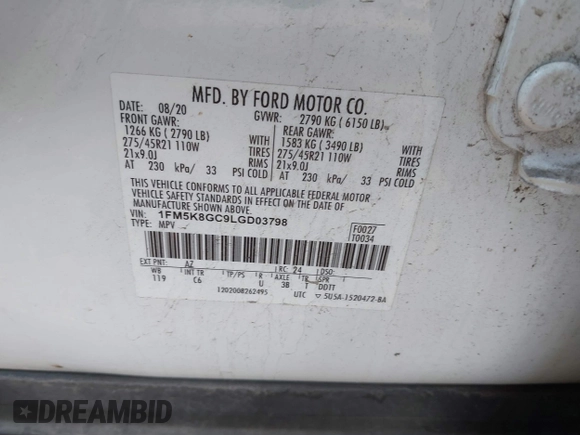 MFD. BY FORD MOTOR CO.
DATE: 08/20 GVWR: 2790 KG ( 6150 LB)
FRONT GAWR: REAR GAWR:
1266 KG ( 2790 LB) WITH 1583 KG ( 3490 LB) WITH
275/45R21 110W TIRES 275/45R21 110W TIRES
21x9.0J RIMS 21x9.0J RIMS
AT 230 kPa/ 33 PSI COLD AT 230 kPa/ 33 PSI COLD
THIS VEHICLE CONFORMS TO ALL APPLICABLE FEDERAL MOTOR
VEHICLE SAFETY STANDARDS IN EFFECT ON THE DATE OF
MANUFACTURE SHOWN ABOVE.
VIN: 1FM5K8GC9LGD03798 F0027
TYPE: MPV T0034
EXT PNT: AZ RC: 24 DSO:
WB INT TR TP/PS R AXLE TR SPR
119 C6 U 3B T DDTT
1202008262495 UTC ▽ 5U5A-1520472-BA
DREAMBID